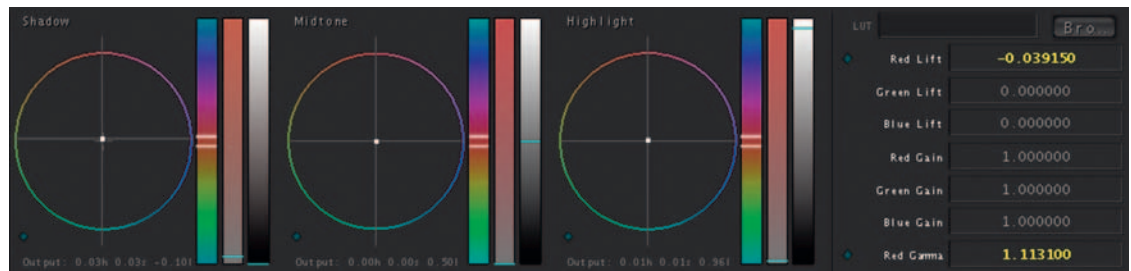 Shadow
Midtone
Highlight
LUT
Bro..
Red Lift -0.039150
Green Lift 0.000000
Blue Lift 0.000000
Red Gain 1.000000
Green Gain 1.000000
Blue Gain 1.000000
Red Gamma 1.113100
Output: 0.03h 0.03s -0.10l
Output: 0.00h 0.00s 0.50l
Output: 0.01h 0.01s 0.96l